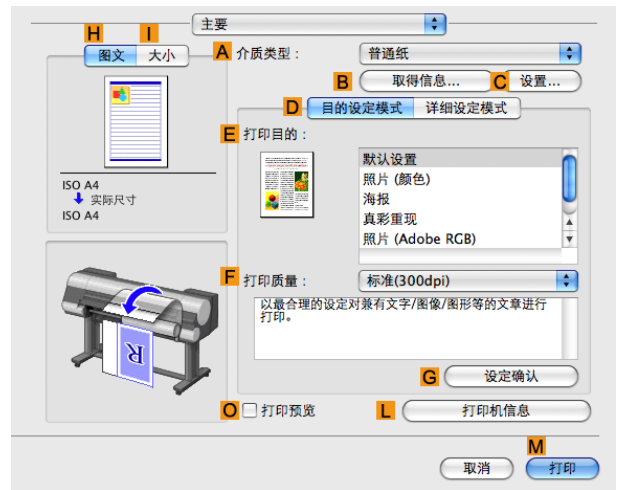 主要
H I
图文 大小
A 介质类型： 普通纸
B 取得信息... C 设置...
D 目的设定模式 详细设定模式
E 打印目的：
默认设置
照片 (颜色)
海报
真彩重现
照片 (Adobe RGB)
ISO A4
实际尺寸
ISO A4
F 打印质量： 标准(300dpi)
以最合理的设定对兼有文字/图像/图形等的文章进行
打印。
R
G 设定确认
O 打印预览 L 打印机信息
M
取消 打印